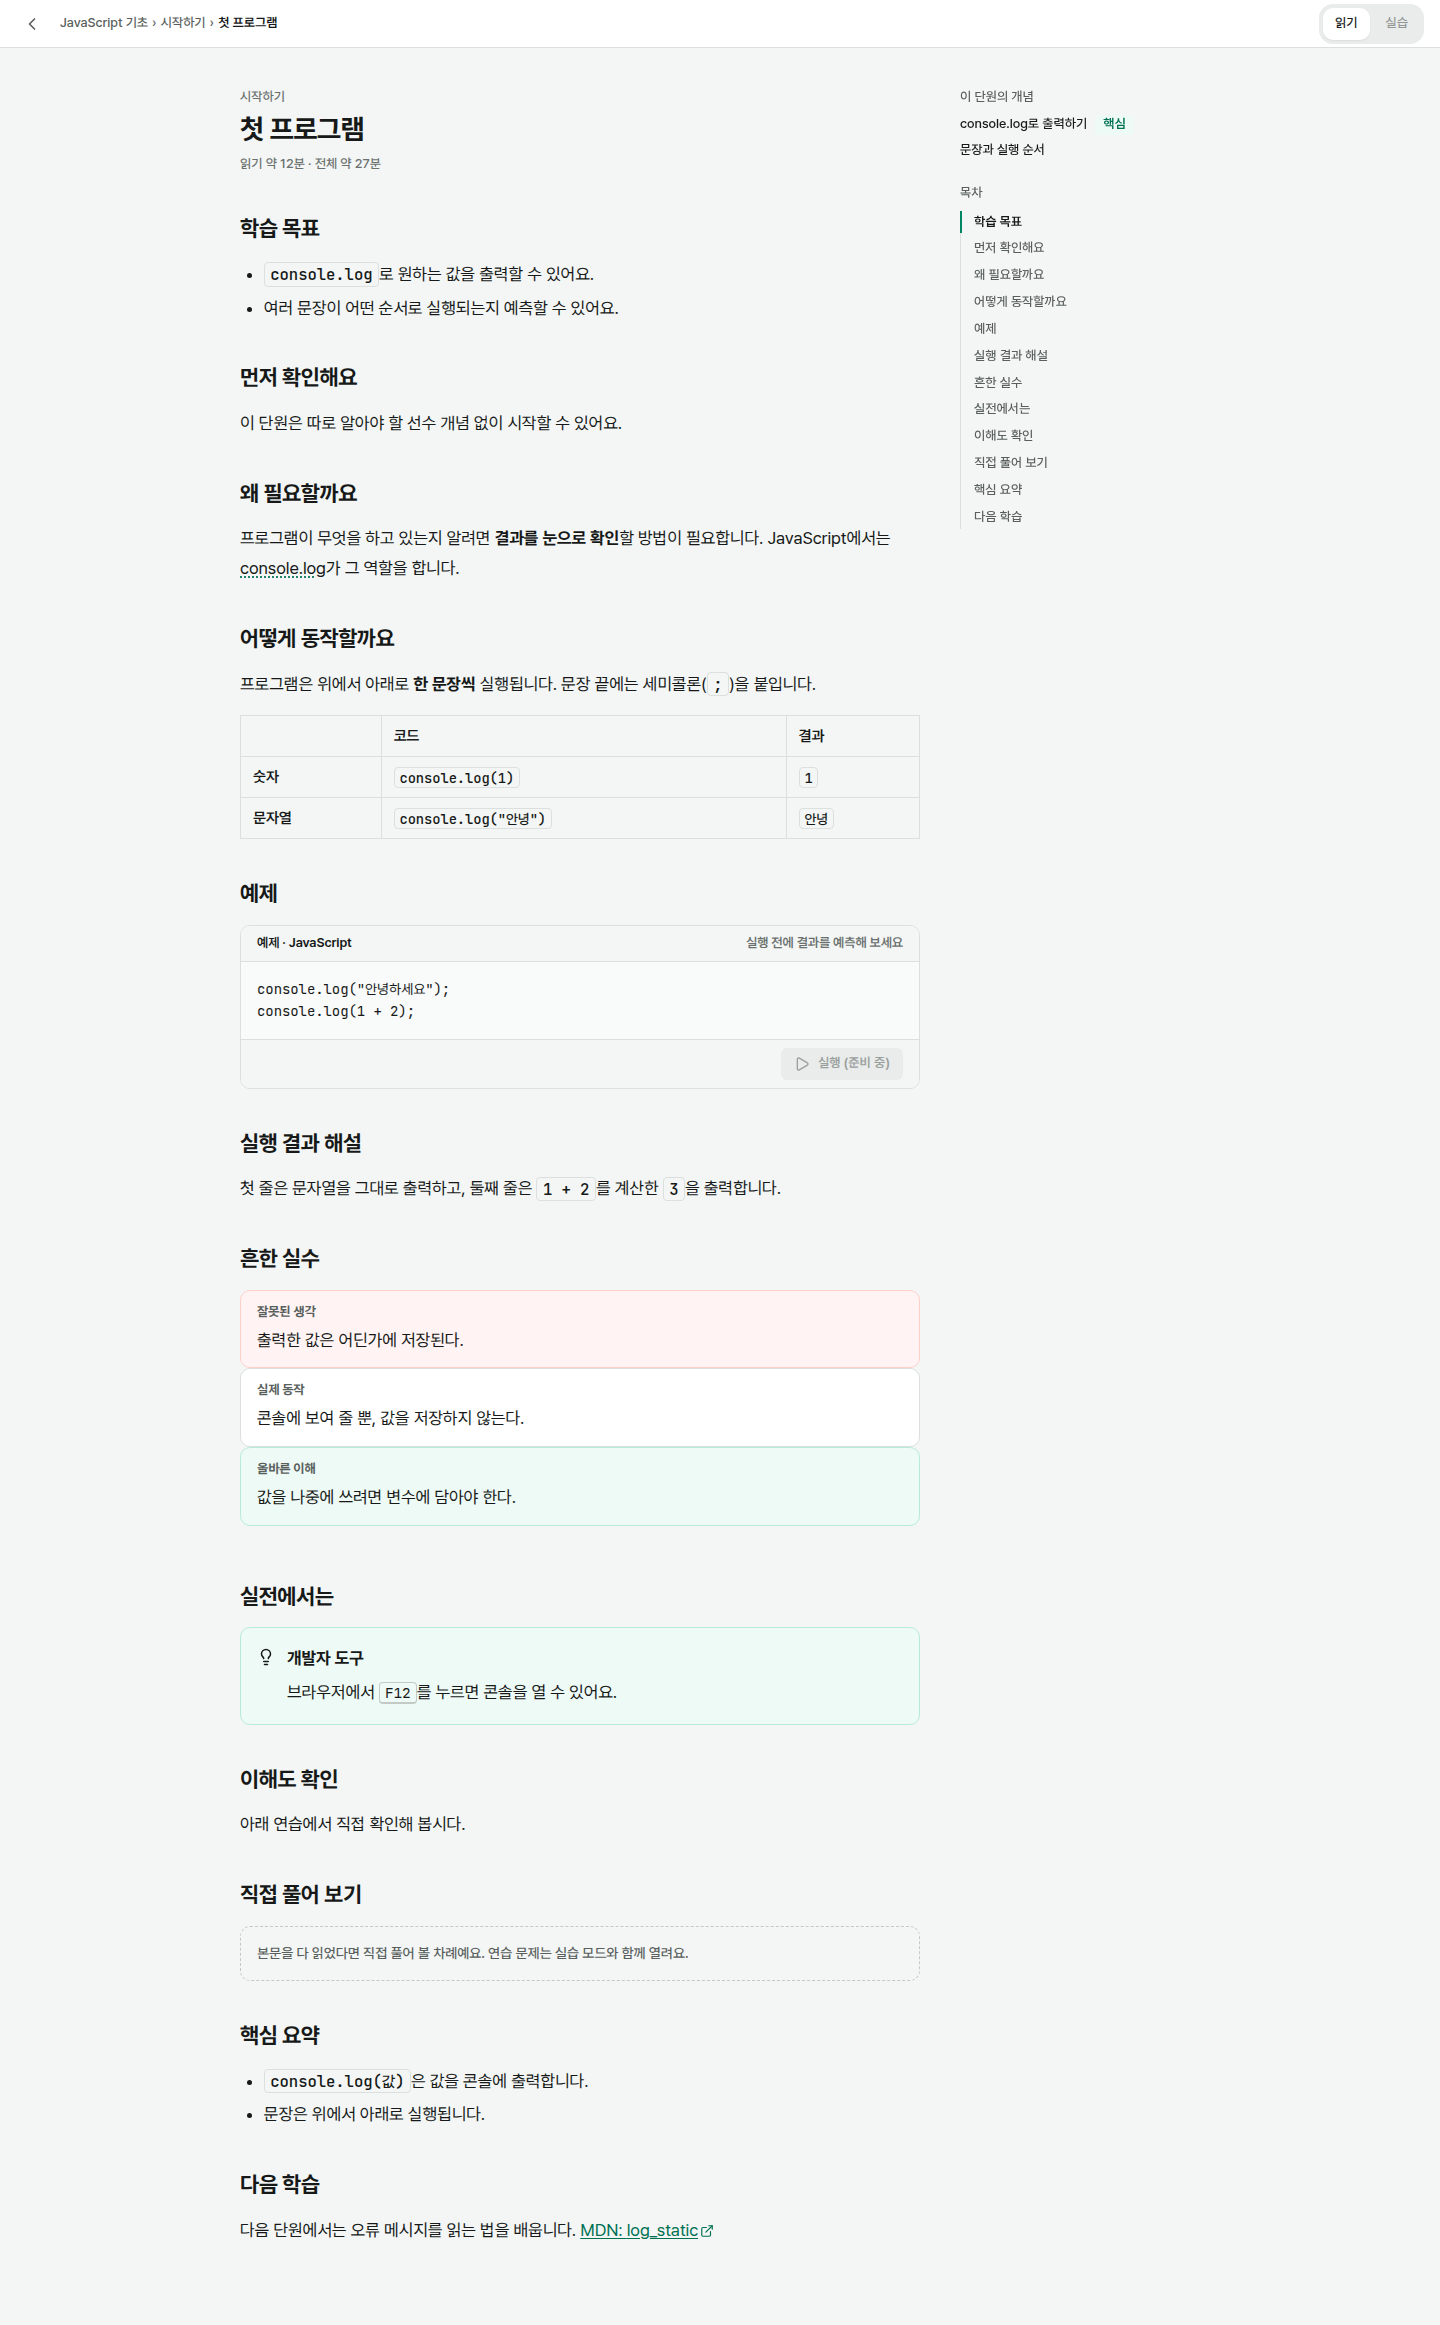 JavaScript 기초 › 시작하기 › 첫 프로그램
읽기 실습
시작하기
첫 프로그램
읽기 약 12분 · 전체 약 27분
학습 목표
console.log로 원하는 값을 출력할 수 있어요.
여러 문장이 어떤 순서로 실행되는지 예측할 수 있어요.
먼저 확인해요
이 단원은 따로 알아야 할 선수 개념 없이 시작할 수 있어요.
왜 필요할까요
프로그램이 무엇을 하고 있는지 알려면 결과를 눈으로 확인할 방법이 필요합니다. JavaScript에서는
console.log가 그 역할을 합니다.
어떻게 동작할까요
프로그램은 위에서 아래로 한 문장씩 실행됩니다. 문장 끝에는 세미콜론(;)을 붙입니다.
코드 결과
숫자 console.log(1) 1
문자열 console.log("안녕") 안녕
예제
예제 · JavaScript 실행 전에 결과를 예측해 보세요
console.log("안녕하세요");
console.log(1 + 2);
실행 (준비 중)
실행 결과 해설
첫 줄은 문자열을 그대로 출력하고, 둘째 줄은 1 + 2를 계산한 3을 출력합니다.
흔한 실수
잘못된 생각
출력한 값은 어딘가에 저장된다.
실제 동작
콘솔에 보여 줄 뿐, 값을 저장하지 않는다.
올바른 이해
값을 나중에 쓰려면 변수에 담아야 한다.
실전에서는
개발자 도구
브라우저에서 F12를 누르면 콘솔을 열 수 있어요.
이해도 확인
아래 연습에서 직접 확인해 봅시다.
직접 풀어 보기
본문을 다 읽었다면 직접 풀어 볼 차례예요. 연습 문제는 실습 모드와 함께 열려요.
핵심 요약
console.log(값)은 값을 콘솔에 출력합니다.
문장은 위에서 아래로 실행됩니다.
다음 학습
다음 단원에서는 오류 메시지를 읽는 법을 배웁니다. MDN: log_static
이 단원의 개념
console.log로 출력하기 핵심
문장과 실행 순서
목차
학습 목표
먼저 확인해요
왜 필요할까요
어떻게 동작할까요
예제
실행 결과 해설
흔한 실수
실전에서는
이해도 확인
직접 풀어 보기
핵심 요약
다음 학습